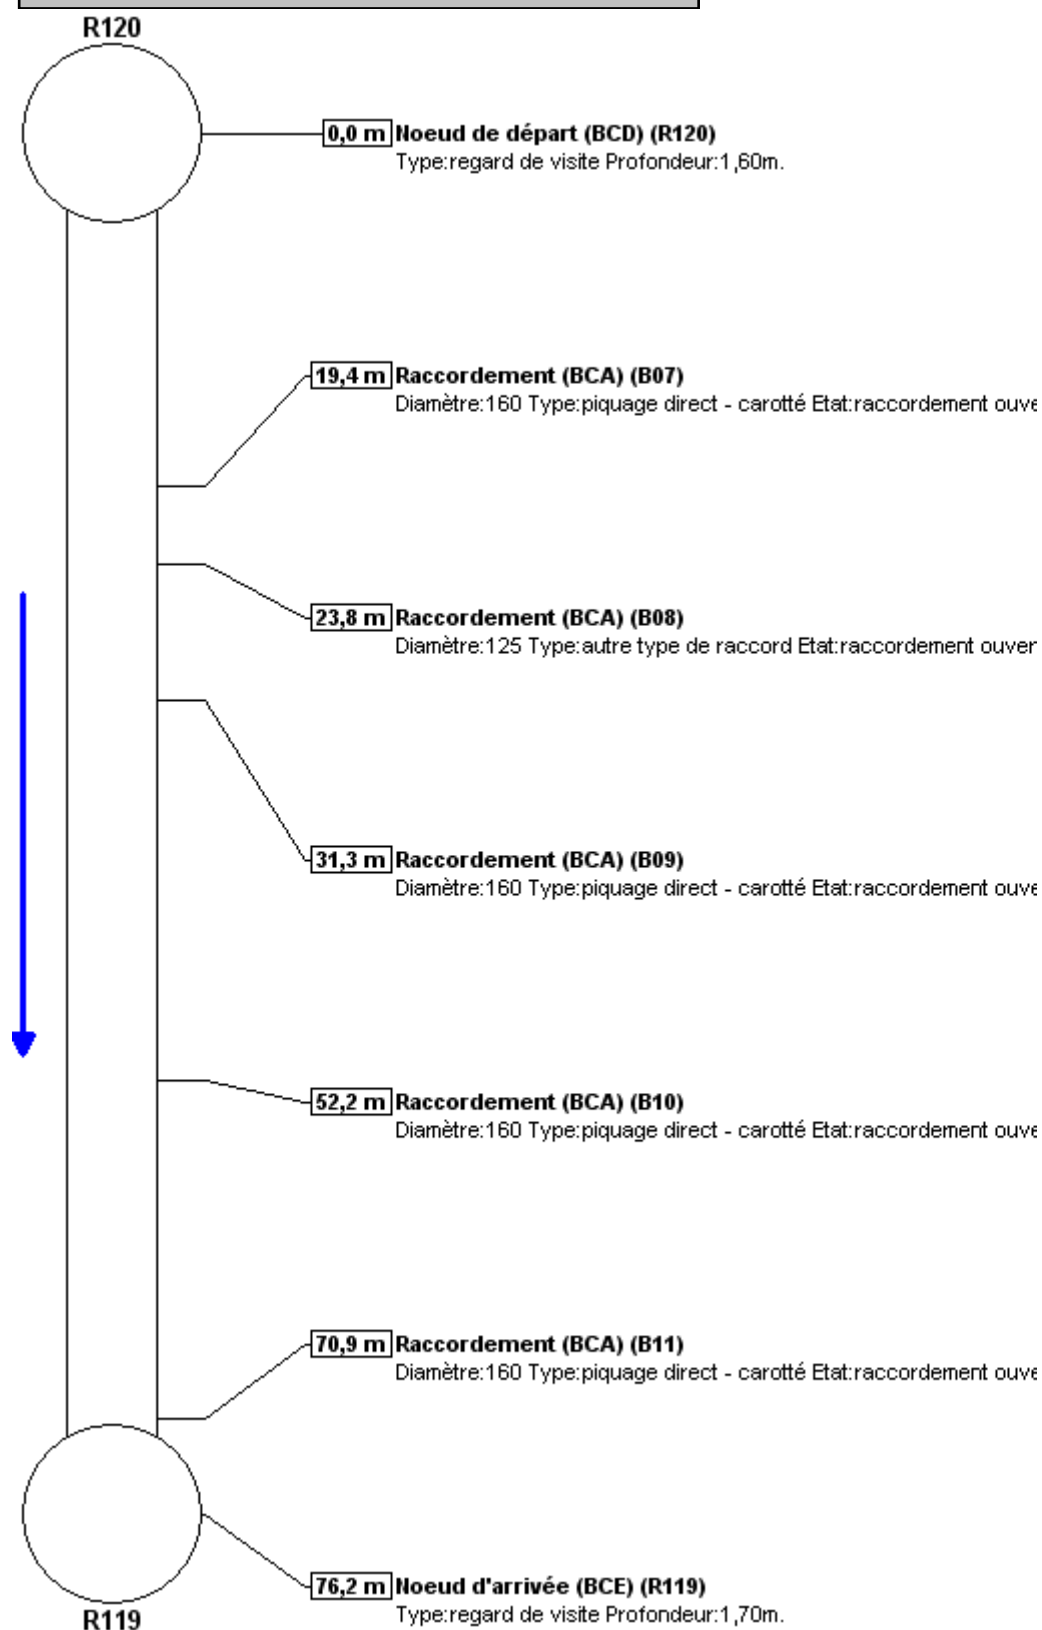 R120
0,0 m Noeud de départ (BCD) (R120)
Type:regard de visite Profondeur:1,60m.
19,4 m Raccordement (BCA) (B07)
Diamètre:160 Type:piquage direct - carotté Etat:raccordement ouve
23,8 m Raccordement (BCA) (B08)
Diamètre:125 Type:autre type de raccord Etat:raccordement ouver
31,3 m Raccordement (BCA) (B09)
Diamètre:160 Type:piquage direct - carotté Etat:raccordement ouve
52,2 m Raccordement (BCA) (B10)
Diamètre:160 Type:piquage direct - carotté Etat:raccordement ouve
70,9 m Raccordement (BCA) (B11)
Diamètre:160 Type:piquage direct - carotté Etat:raccordement ouve
76,2 m Noeud d'arrivée (BCE) (R119)
Type:regard de visite Profondeur:1,70m.
R119